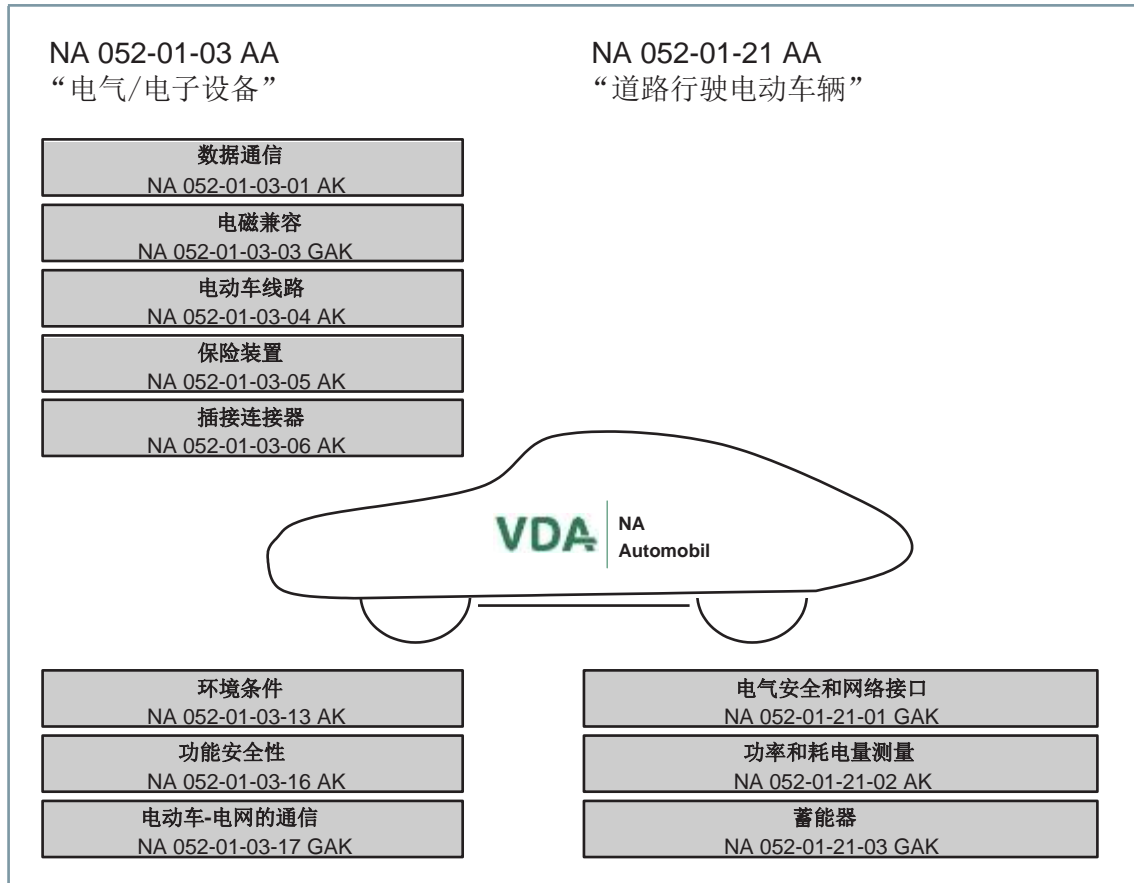 NA 052-01-03 AA
“电气/电子设备”
NA 052-01-21 AA
“道路行驶电动车辆”
数据通信
NA 052-01-03-01 AK
电磁兼容
NA 052-01-03-03 GAK
电动车线路
NA 052-01-03-04 AK
保险装置
NA 052-01-03-05 AK
插接连接器
NA 052-01-03-06 AK
VDA
NA
Automobil
环境条件
NA 052-01-03-13 AK
功能安全性
NA 052-01-03-16 AK
电动车-电网的通信
NA 052-01-03-17 GAK
电气安全和网络接口
NA 052-01-21-01 GAK
功率和耗电量测量
NA 052-01-21-02 AK
蓄能器
NA 052-01-21-03 GAK